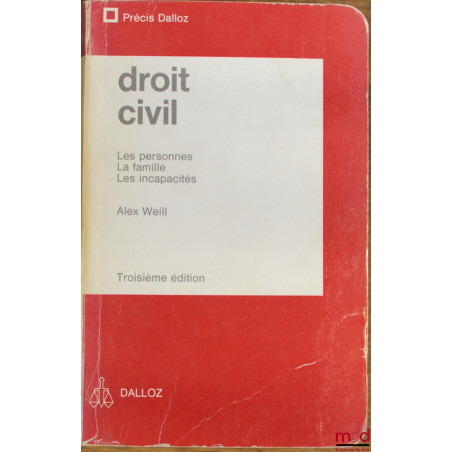 Précis Dalloz
droit
civil
Les personnes
La famille
Les incapacités
Alex Weill
Troisième édition
DALLOZ